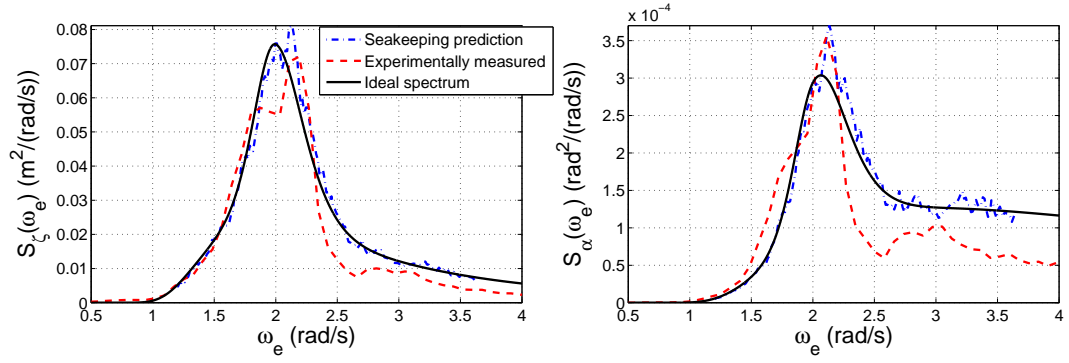 S_ζ(ω_e) (m^2/(rad/s))
0.08
0.07
0.06
0.05
0.04
0.03
0.02
0.01
0
0.5 1 1.5 2 2.5 3 3.5 4
ω_e (rad/s)
Seakeeping prediction
Experimentally measured
Ideal spectrum
x 10^-4
S_α(ω_e) (rad^2/(rad/s))
3.5
3
2.5
2
1.5
1
0.5
0
0.5 1 1.5 2 2.5 3 3.5 4
ω_e (rad/s)